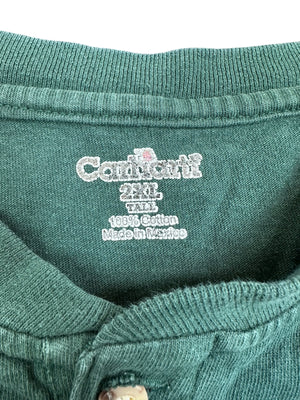 Carhartt
2XL
TALL
100% Cotton
Made in Mexico